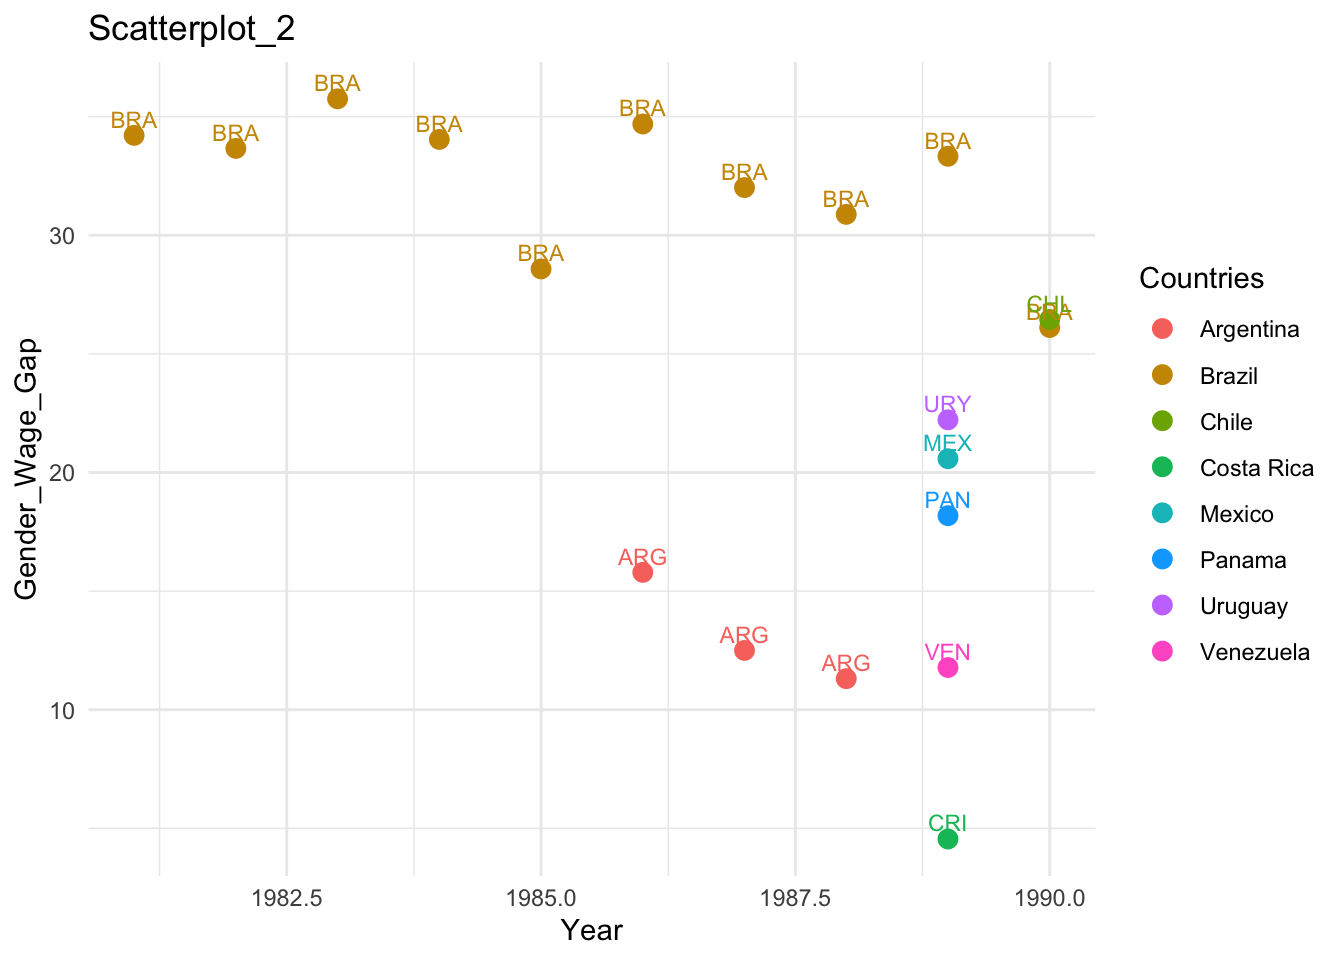 Scatterplot_2
BRA
BRA
BRA
BRA
BRA
BRA
BRA
BRA
BRA
CHL
BRA
URY
MEX
PAN
ARG
ARG
ARG
VEN
CRI
30
20
10
Gender_Wage_Gap
1982.5 1985.0 1987.5 1990.0
Year
Countries
Argentina
Brazil
Chile
Costa Rica
Mexico
Panama
Uruguay
Venezuela